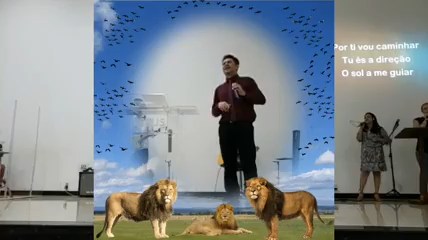 Por ti vou caminhar
Tu és a direção
O sol a me guiar